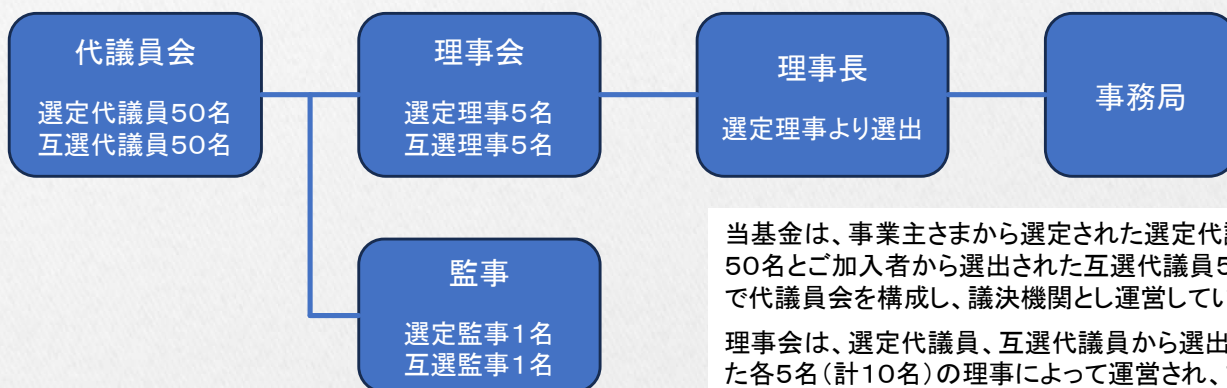 代議員会
選定代議員50名
互選代議員50名
理事会
選定理事5名
互選理事5名
理事長
選定理事より選出
事務局
監事
選定監事1名
互選監事1名
当基金は、事業主さまから選定された選定代
50名とご加入者から選出された互選代議員5
で代議員会を構成し、議決機関とし運営してい
理事会は、選定代議員、互選代議員から選出
た各5名(計10名)の理事によって運営され、